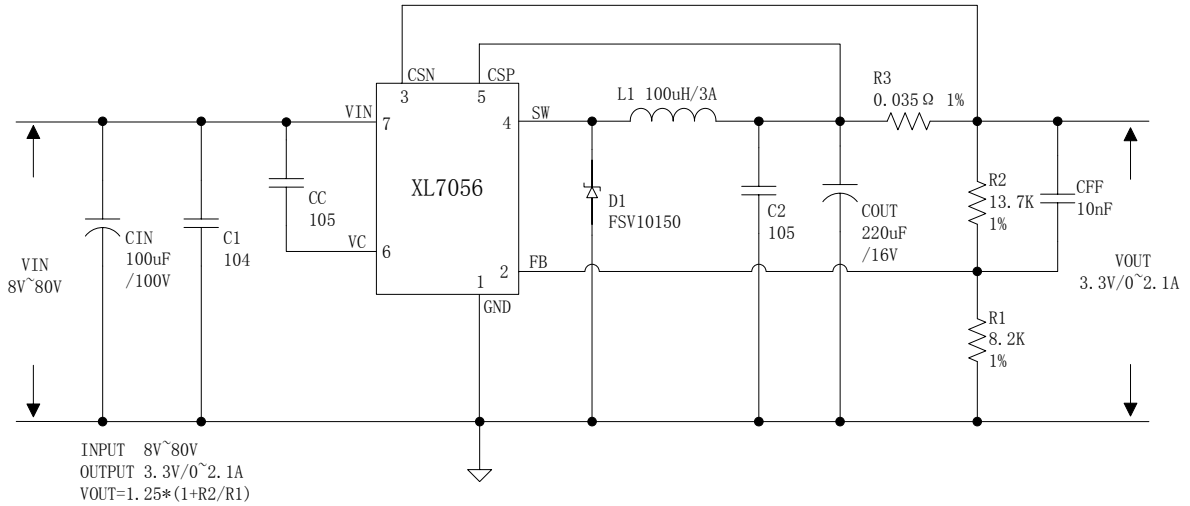 CSN
CSP
3
5
R3
0.035Ω 1%
L1 100uH/3A
VIN
7
4
SW
XL7056
CC
105
D1
FSV10150
C2
105
COUT
220uF
/16V
R2
13.7K
1%
CFF
10nF
CIN
100uF
/100V
C1
104
VC
6
2
FB
VIN
8V~80V
VOUT
3.3V/0~2.1A
1
GND
R1
8.2K
1%
INPUT 8V~80V
OUTPUT 3.3V/0~2.1A
VOUT=1.25*(1+R2/R1)